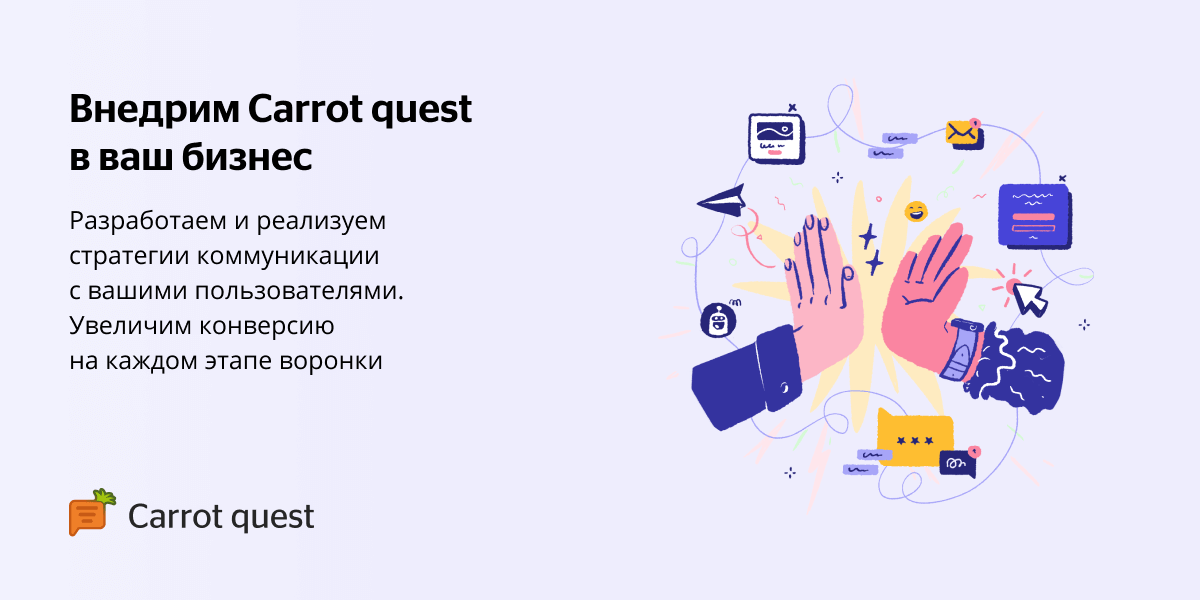 Внедрим Carrot quest
в ваш бизнес
Разработаем и реализуем
стратегии коммуникации
с вашими пользователями.
Увеличим конверсию
на каждом этапе воронки
Carrot quest